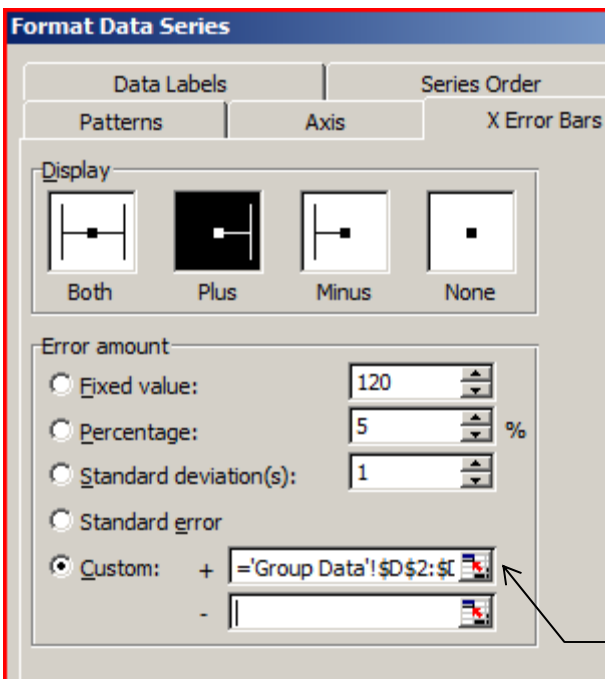 Format Data Series
Data Labels Series Order
Patterns Axis X Error Bars
Display
Both Plus Minus None
Error amount
Fixed value: 120
Percentage: 5 %
Standard deviation(s): 1
Standard error
Custom: + ='Group Data'!$D$2:$D
-